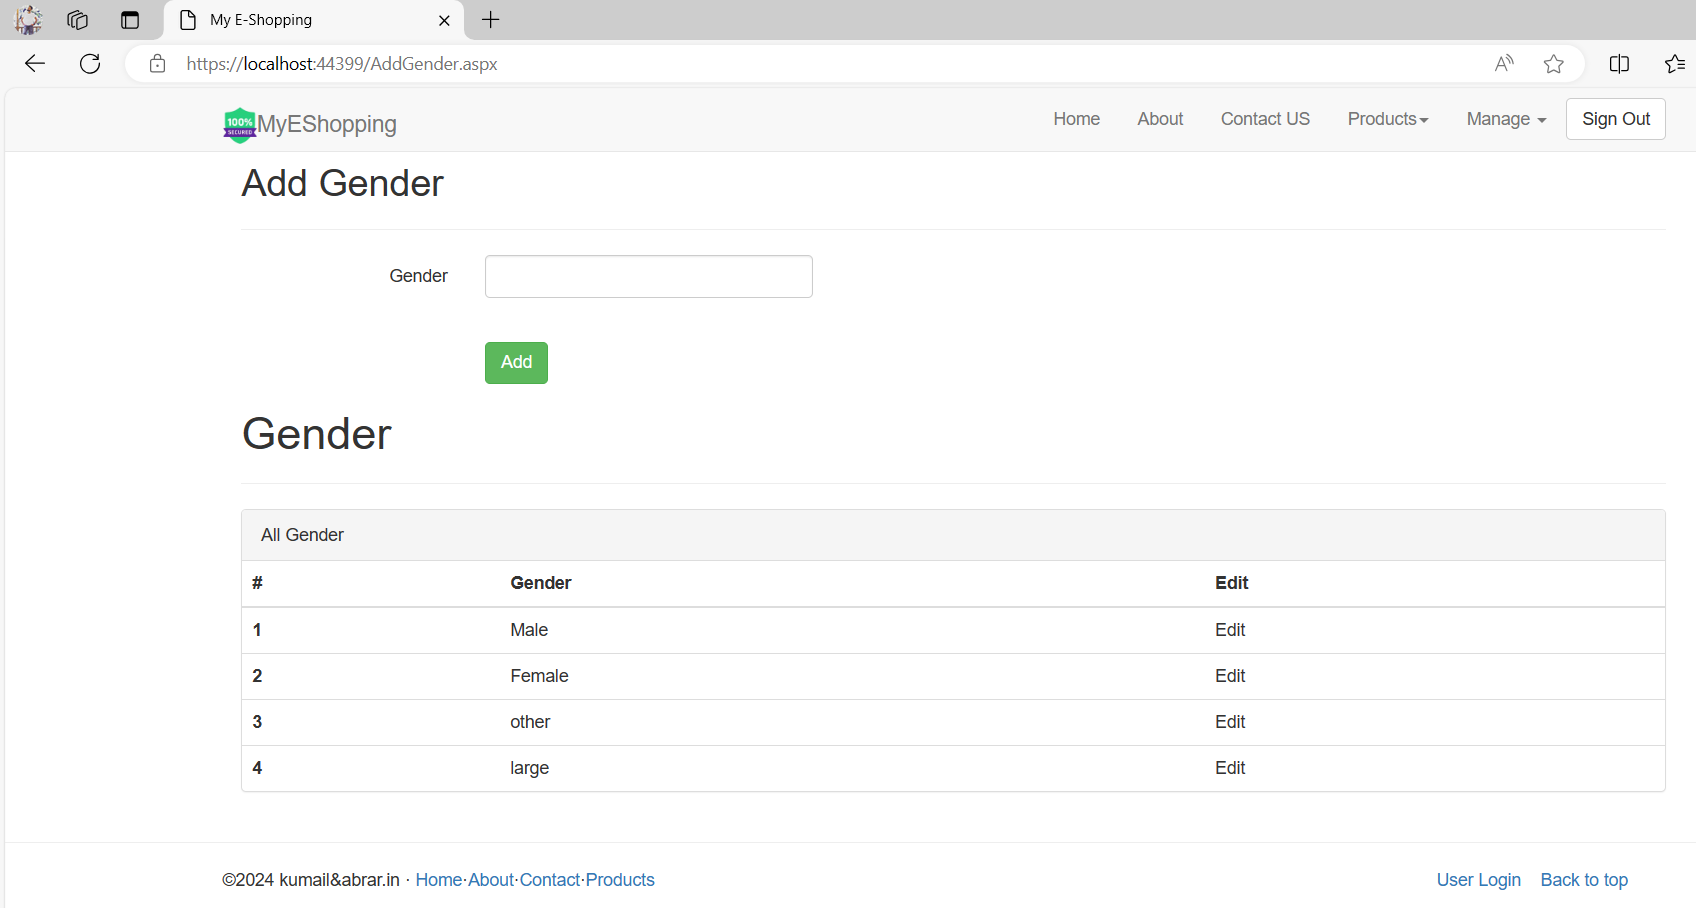 My E-Shopping
https://localhost:44399/AddGender.aspx
100% SECURED MyEShopping Home About Contact US Products Manage Sign Out
Add Gender
Gender
Add
Gender
All Gender
# Gender Edit
1 Male Edit
2 Female Edit
3 other Edit
4 large Edit
©2024 kumail&abrar.in · Home·About·Contact·Products User Login Back to top